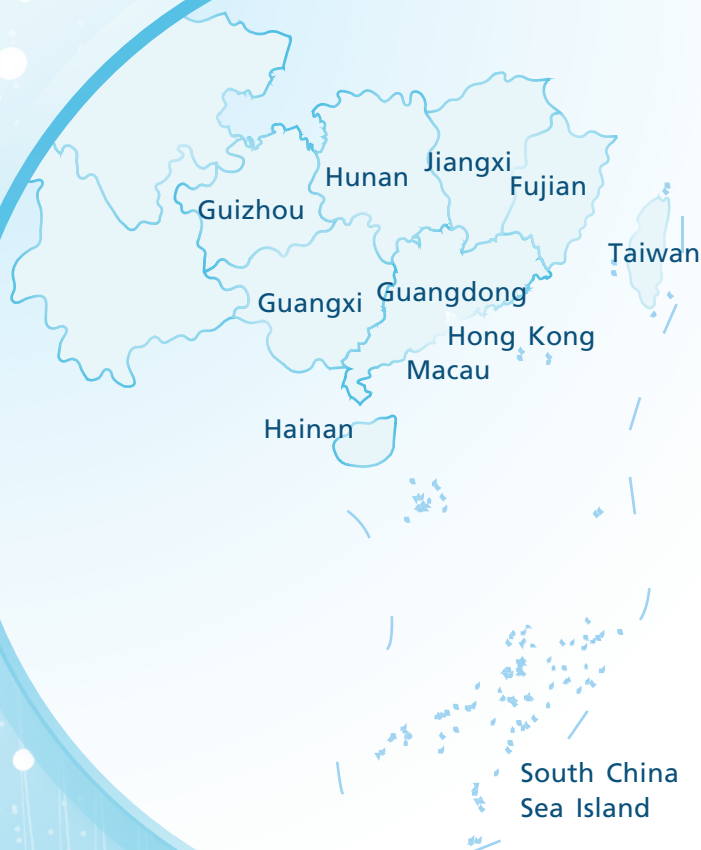 Jiangxi
Hunan
Fujian
Guizhou
Taiwan
Guangxi
Guangdong
Hong Kong
Macau
Hainan
South China
Sea Island